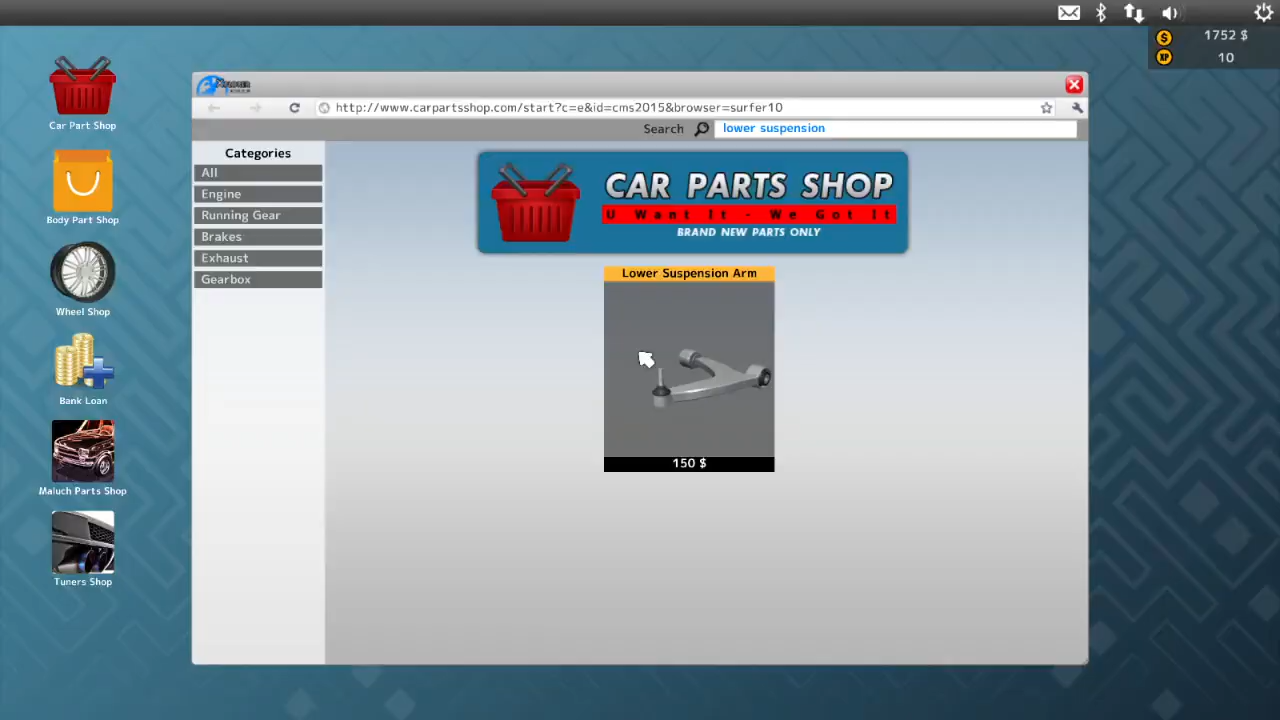 1752 $
10
http://www.carpartsshop.com/start?c=e&id=cms2015&browser=surfer10
Search lower suspension
Car Part Shop
Body Part Shop
Wheel Shop
Bank Loan
Maluch Parts Shop
Tuners Shop
Categories
All
Engine
Running Gear
Brakes
Exhaust
Gearbox
CAR PARTS SHOP
U Want It - We Got It
BRAND NEW PARTS ONLY
Lower Suspension Arm
150 $